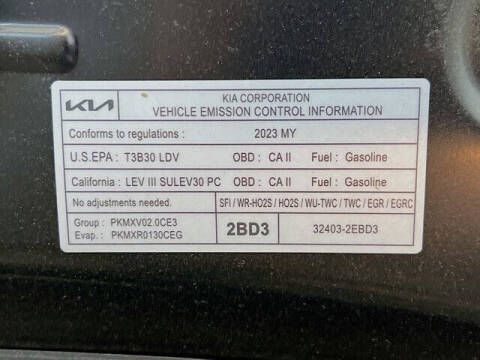 KIA
KIA CORPORATION
VEHICLE EMISSION CONTROL INFORMATION
Conforms to regulations : 2023 MY
U.S.EPA : T3B30 LDV OBD : CA II Fuel : Gasoline
California : LEV III SULEV30 PC OBD : CA II Fuel : Gasoline
No adjustments needed. SFI / WR-HO2S / HO2S / WU-TWC / TWC / EGR / EGRC
Group : PKMXV02.0CE3
Evap. : PKMXR0130CEG
2BD3 32403-2EBD3